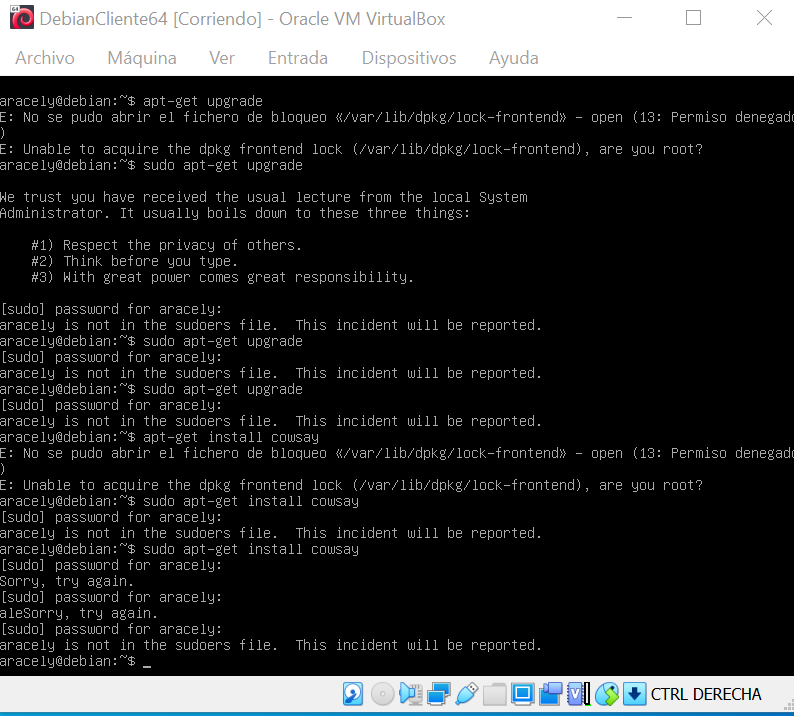 DebianCliente64 [Corriendo] - Oracle VM VirtualBox
Archivo Máquina Ver Entrada Dispositivos Ayuda
aracely@debian:~$ apt-get upgrade
E: No se pudo abrir el fichero de bloqueo «/var/lib/dpkg/lock-frontend» - open (13: Permiso denegado
)
E: Unable to acquire the dpkg frontend lock (/var/lib/dpkg/lock-frontend), are you root?
aracely@debian:~$ sudo apt-get upgrade
We trust you have received the usual lecture from the local System
Administrator. It usually boils down to these three things:
#1) Respect the privacy of others.
#2) Think before you type.
#3) With great power comes great responsibility.
[sudo] password for aracely:
aracely is not in the sudoers file.  This incident will be reported.
aracely@debian:~$ sudo apt-get upgrade
[sudo] password for aracely:
aracely is not in the sudoers file.  This incident will be reported.
aracely@debian:~$ sudo apt-get upgrade
[sudo] password for aracely:
aracely is not in the sudoers file.  This incident will be reported.
aracely@debian:~$ apt-get install cowsay
E: No se pudo abrir el fichero de bloqueo «/var/lib/dpkg/lock-frontend» - open (13: Permiso denegado
)
E: Unable to acquire the dpkg frontend lock (/var/lib/dpkg/lock-frontend), are you root?
aracely@debian:~$ sudo apt-get install cowsay
[sudo] password for aracely:
aracely is not in the sudoers file.  This incident will be reported.
aracely@debian:~$ sudo apt-get install cowsay
[sudo] password for aracely:
Sorry, try again.
[sudo] password for aracely:
aleSorry, try again.
[sudo] password for aracely:
aracely is not in the sudoers file.  This incident will be reported.
aracely@debian:~$ _
CTRL DERECHA